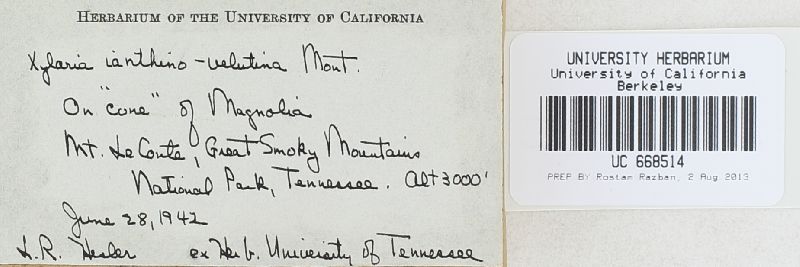 HERBARIUM OF THE UNIVERSITY OF CALIFORNIA
Xylaria ianthino-velutina Mont.
On "cone" of Magnolia
Mt. Le Conte, Great Smoky Mountains
National Park, Tennessee. Alt 3000'
June 28, 1942
L.R. Hesler ex Herb. University of Tennessee
UNIVERSITY HERBARIUM
University of California
Berkeley
UC 668514
PREP BY Rostam Razban, 2 Aug 2013